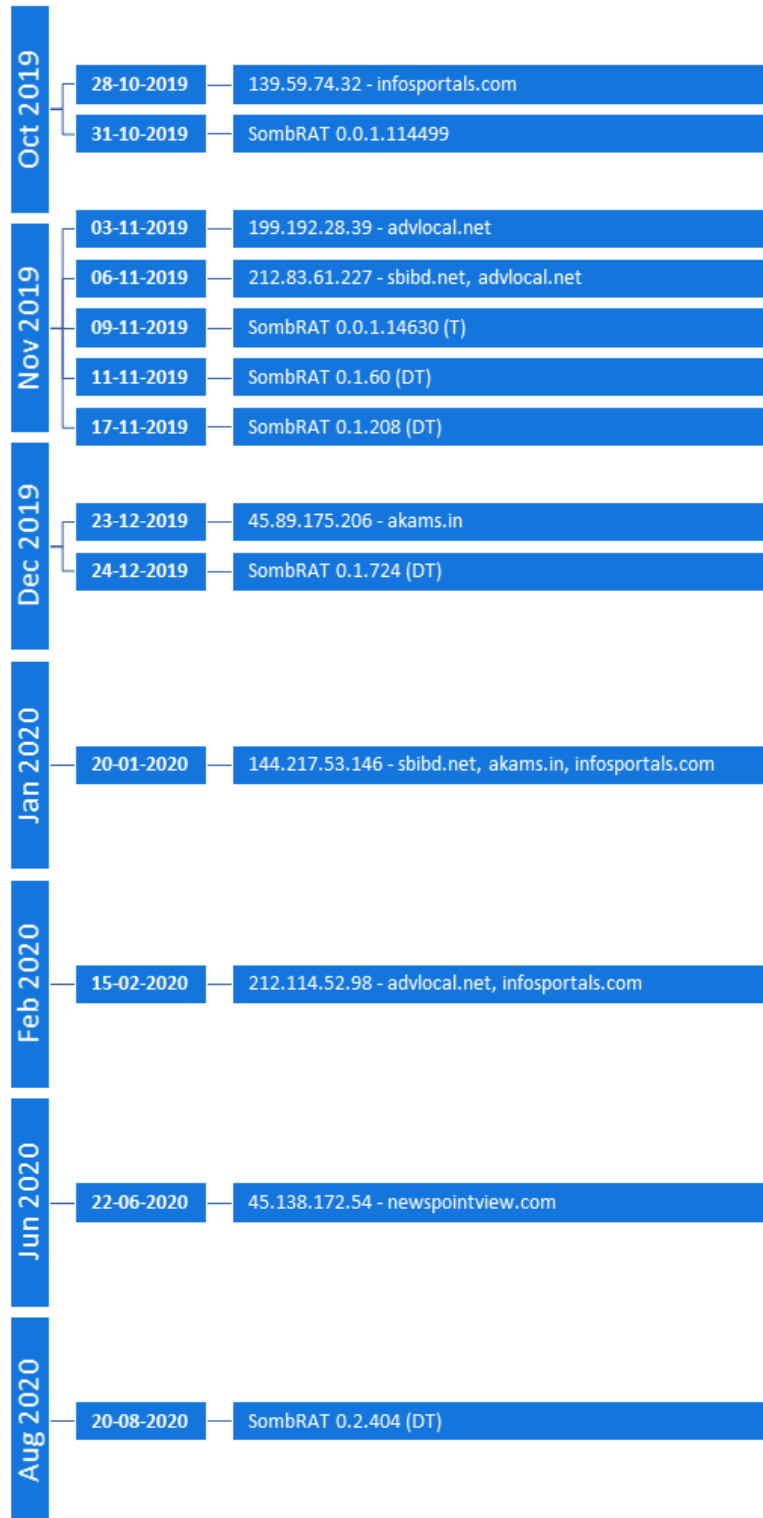 Oct 2019
28-10-2019 139.59.74.32 - infosportals.com
31-10-2019 SombRAT 0.0.1.114499
Nov 2019
03-11-2019 199.192.28.39 - advlocal.net
06-11-2019 212.83.61.227 - sbibd.net, advlocal.net
09-11-2019 SombRAT 0.0.1.14630 (T)
11-11-2019 SombRAT 0.1.60 (DT)
17-11-2019 SombRAT 0.1.208 (DT)
Dec 2019
23-12-2019 45.89.175.206 - akams.in
24-12-2019 SombRAT 0.1.724 (DT)
Jan 2020
20-01-2020 144.217.53.146 - sbibd.net, akams.in, infosportals.com
Feb 2020
15-02-2020 212.114.52.98 - advlocal.net, infosportals.com
Jun 2020
22-06-2020 45.138.172.54 - newspointview.com
Aug 2020
20-08-2020 SombRAT 0.2.404 (DT)